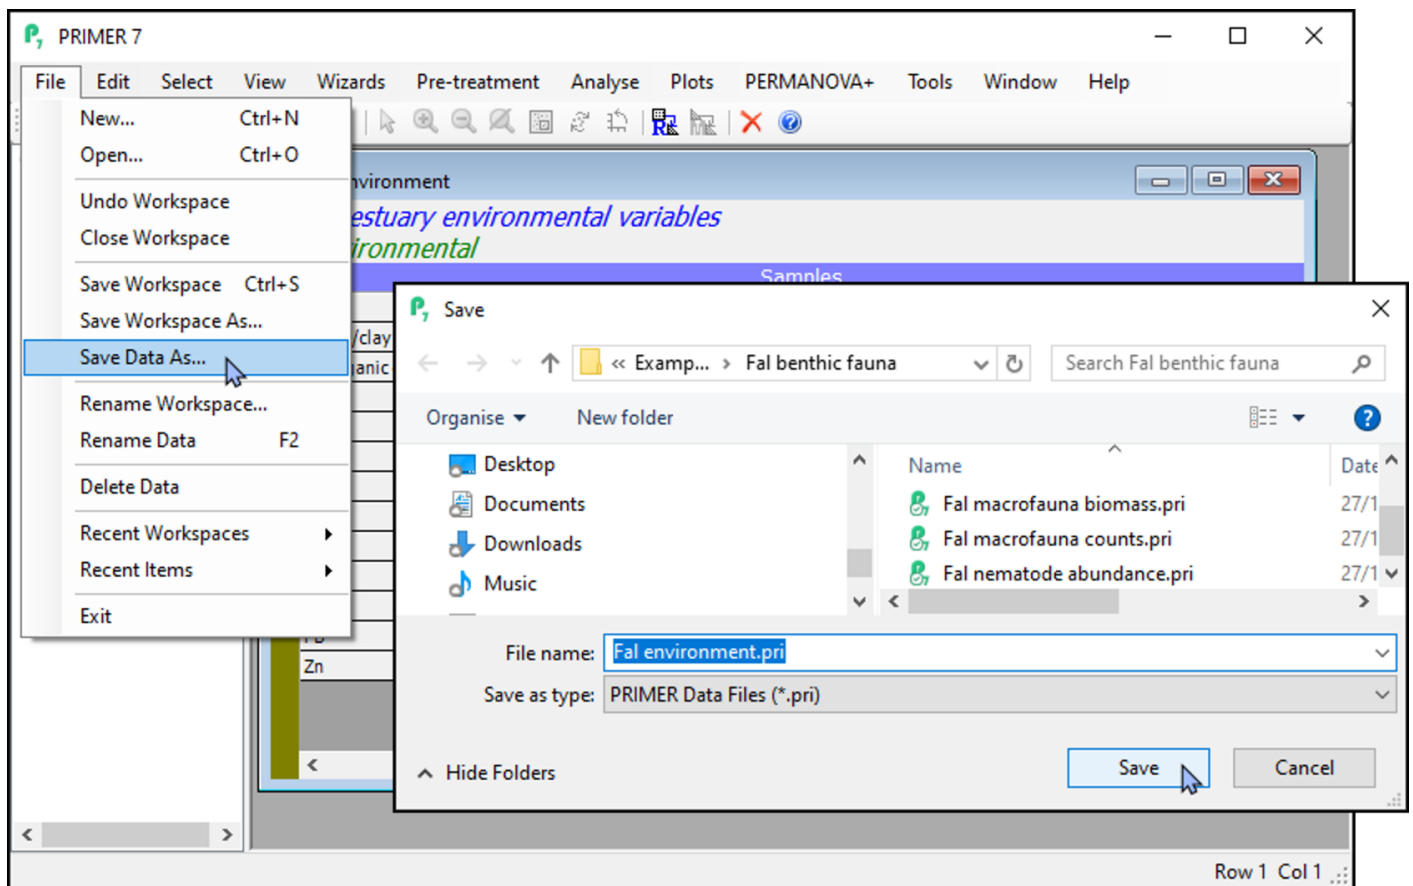 PRIMER 7
File Edit Select View Wizards Pre-treatment Analyse Plots PERMANOVA+ Tools Window Help
New... Ctrl+N
Open... Ctrl+O
Undo Workspace
Close Workspace
Save Workspace Ctrl+S
Save Workspace As...
Save Data As...
Rename Workspace...
Rename Data F2
Delete Data
Recent Workspaces
Recent Items
Exit
vironment
estuary environmental variables
ironmental
Samples
/clay
anic
Zn
Save
« Examp... › Fal benthic fauna
Search Fal benthic fauna
Organise New folder
Desktop
Documents
Downloads
Music
Name Date
Fal macrofauna biomass.pri 27/1
Fal macrofauna counts.pri 27/1
Fal nematode abundance.pri 27/1
File name: Fal environment.pri
Save as type: PRIMER Data Files (*.pri)
Hide Folders
Save Cancel
Row 1 Col 1